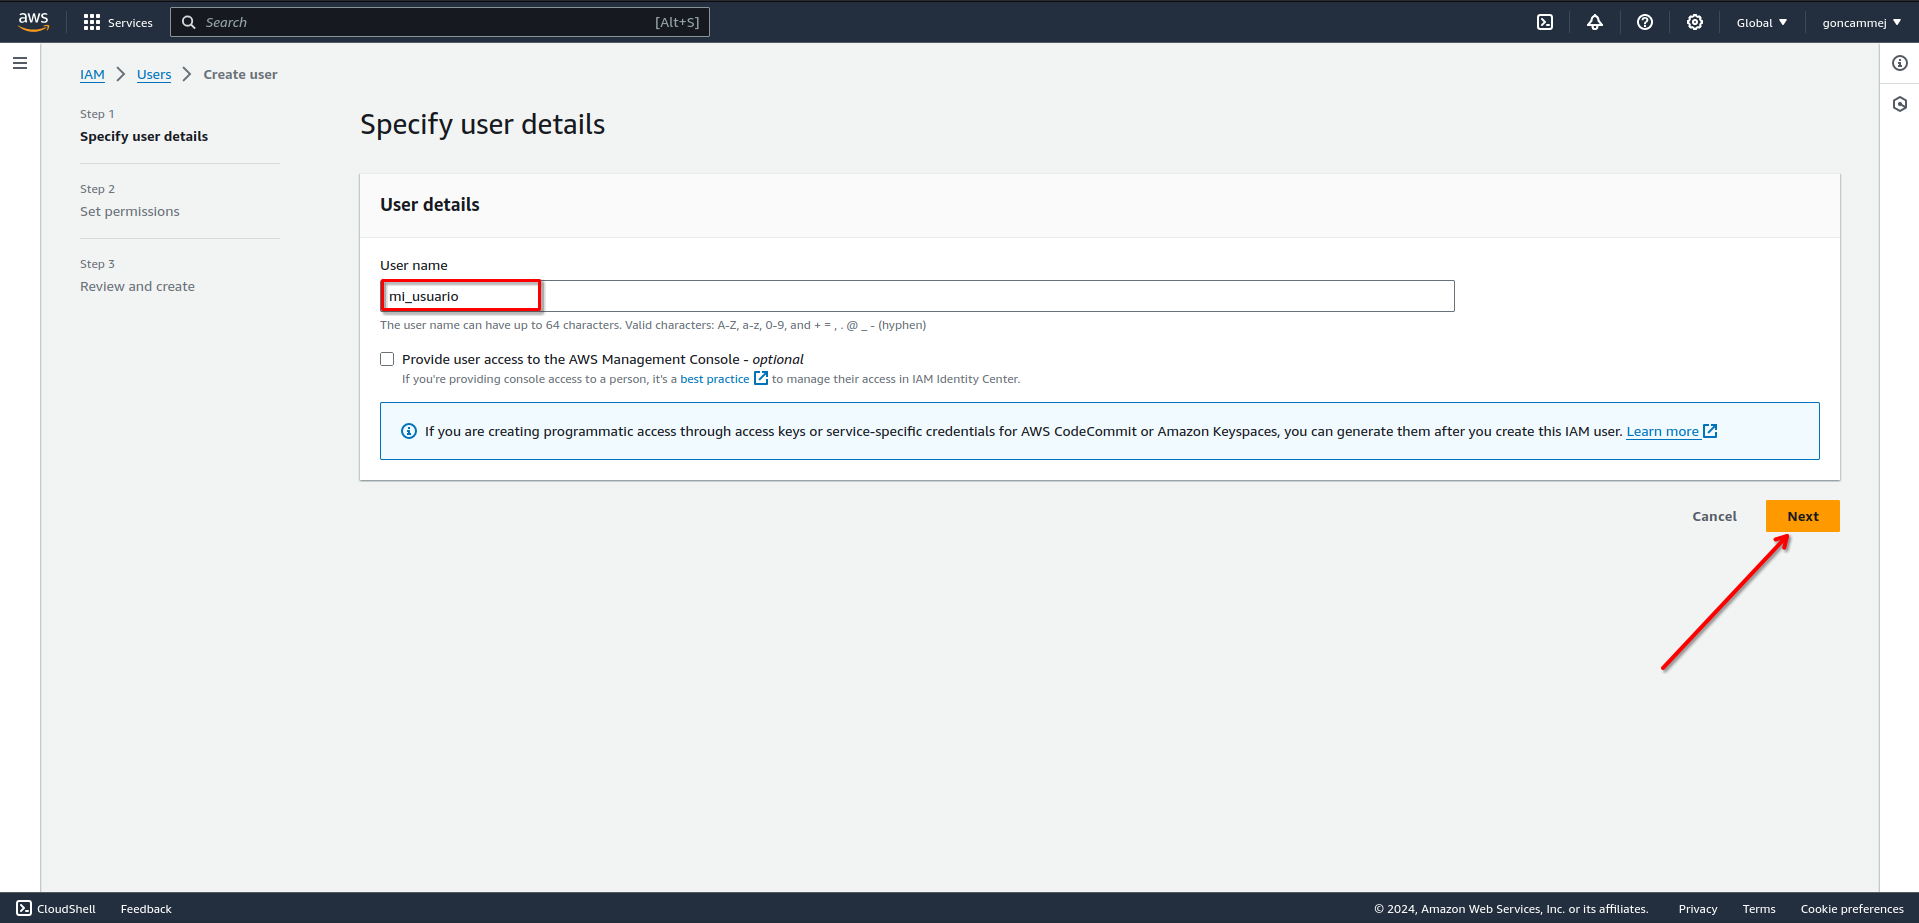 aws Services Search [Alt+S] Global goncammej
IAM Users Create user
Step 1
Specify user details
Step 2
Set permissions
Step 3
Review and create
Specify user details
User details
User name
mi_usuario
The user name can have up to 64 characters. Valid characters: A-Z, a-z, 0-9, and + = , . @ _ - (hyphen)
Provide user access to the AWS Management Console - optional
If you're providing console access to a person, it's a best practice to manage their access in IAM Identity Center.
If you are creating programmatic access through access keys or service-specific credentials for AWS CodeCommit or Amazon Keyspaces, you can generate them after you create this IAM user. Learn more
Cancel Next
CloudShell Feedback © 2024, Amazon Web Services, Inc. or its affiliates. Privacy Terms Cookie preferences